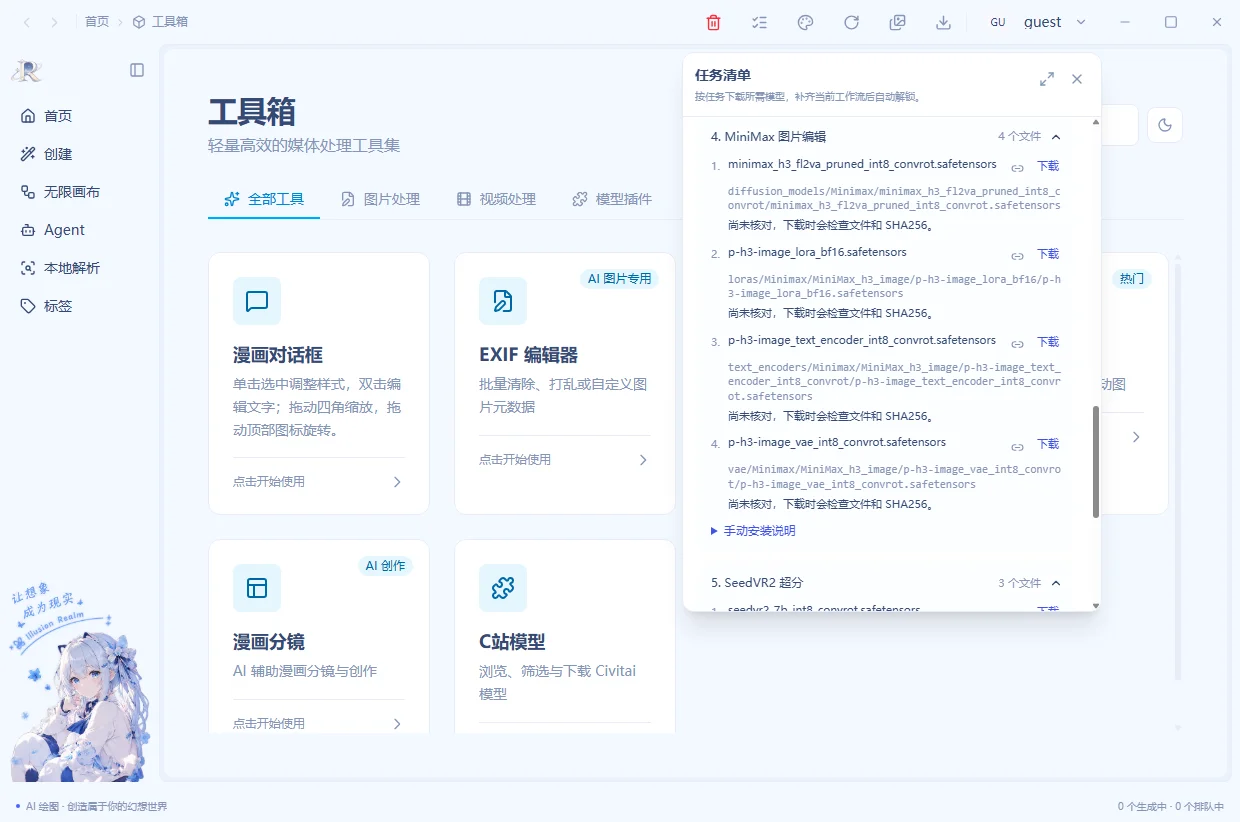 首页 工具箱
GU guest
R
首页
创建
无限画布
Agent
本地解析
标签
工具箱
轻量高效的媒体处理工具集
全部工具 图片处理 视频处理 模型插件
漫画对话框
单击选中调整样式，双击编
辑文字；拖动四角缩放，拖
动顶部图标旋转。
点击开始使用
AI 图片专用
EXIF 编辑器
批量清除、打乱或自定义图
片元数据
点击开始使用
热门
动图
AI 创作
漫画分镜
AI 辅助漫画分镜与创作
点击开始使用
C站模型
浏览、筛选与下载 Civitai
模型
任务清单
按任务下载所需模型，补齐当前工作流后自动解锁。
4. MiniMax 图片编辑 4 个文件
1. minimax_h3_fl2va_pruned_int8_convrot.safetensors 下载
diffusion_models/Minimax/minimax_h3_fl2va_pruned_int8_c
onvrot/minimax_h3_fl2va_pruned_int8_convrot.safetensors
尚未核对，下载时会检查文件和 SHA256。
2. p-h3-image_lora_bf16.safetensors 下载
loras/Minimax/MiniMax_h3_image/p-h3-image_lora_bf16/p-h
3-image_lora_bf16.safetensors
尚未核对，下载时会检查文件和 SHA256。
3. p-h3-image_text_encoder_int8_convrot.safetensors 下载
text_encoders/Minimax/MiniMax_h3_image/p-h3-image_text_
encoder_int8_convrot/p-h3-image_text_encoder_int8_convr
ot.safetensors
尚未核对，下载时会检查文件和 SHA256。
4. p-h3-image_vae_int8_convrot.safetensors 下载
vae/Minimax/MiniMax_h3_image/p-h3-image_vae_int8_convro
t/p-h3-image_vae_int8_convrot.safetensors
尚未核对，下载时会检查文件和 SHA256。
手动安装说明
5. SeedVR2 超分 3 个文件
1. seedvr2_7b_int8_convrot.safetensors 下载
让想象
成为现实
Illusion Realm
AI 绘图 · 创造属于你的幻想世界
0 个生成中 · 0 个排队中